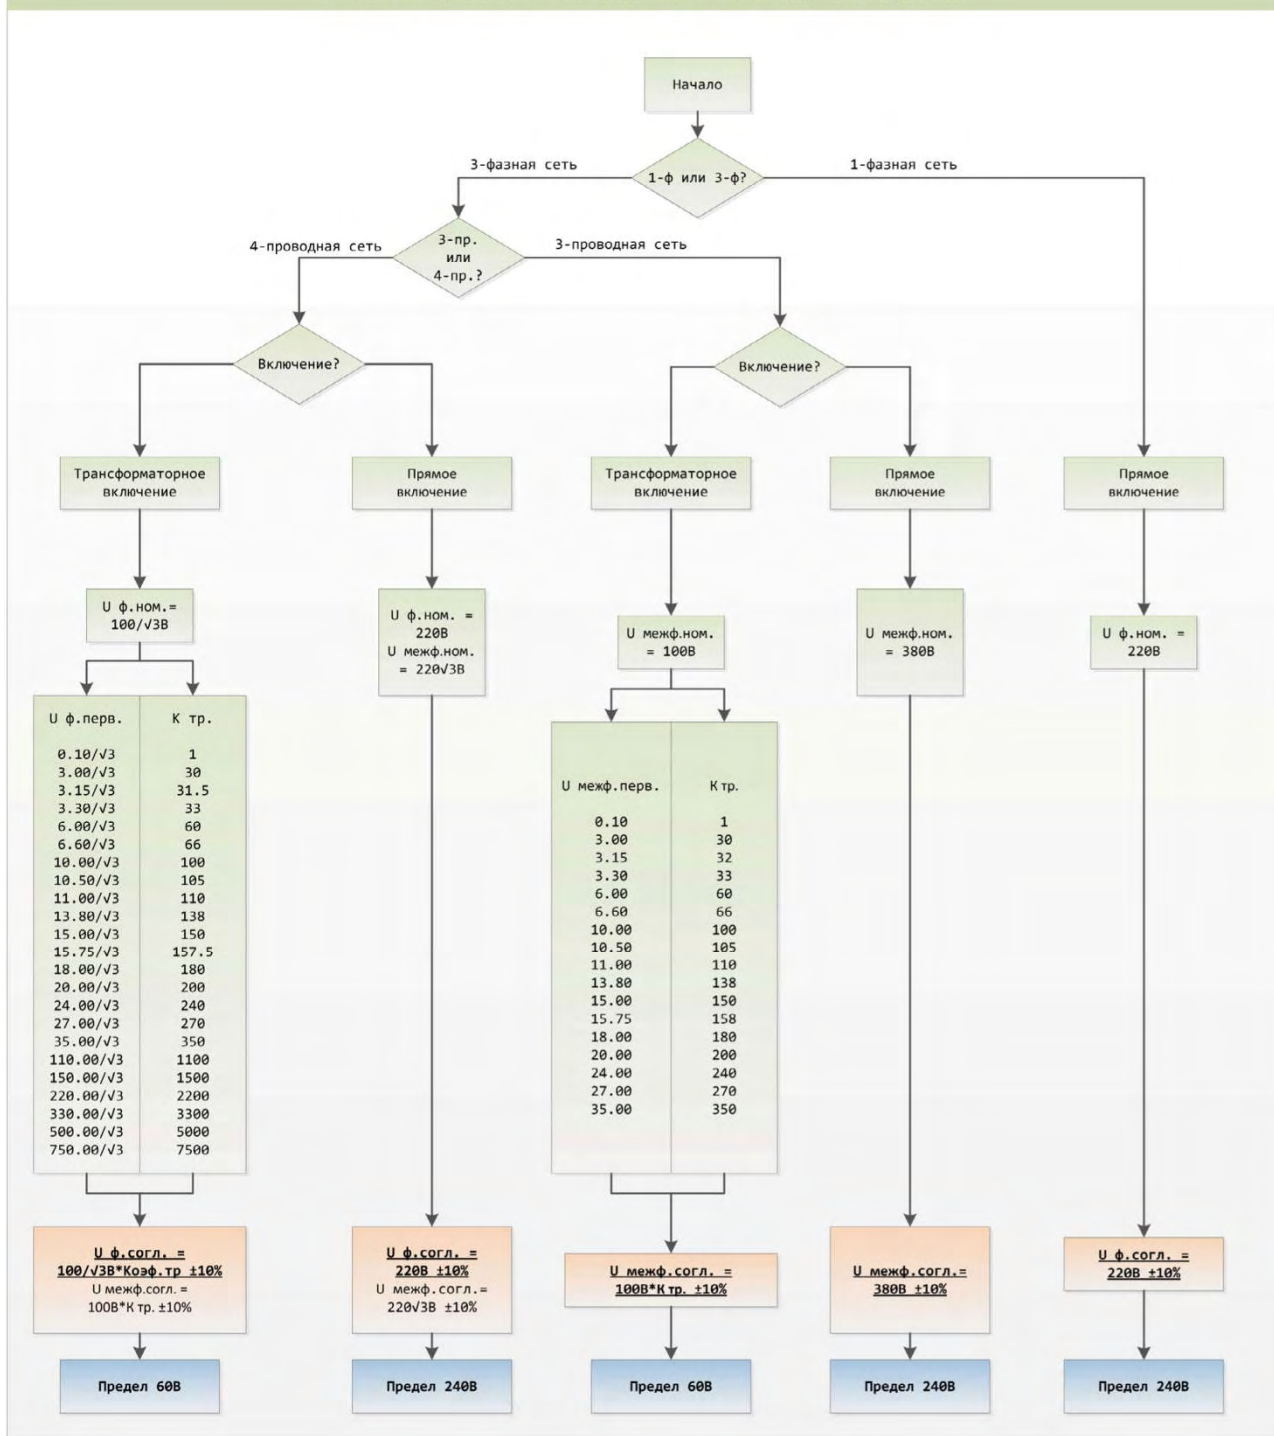 Начало
3-фазная сеть
1-ф или 3-ф?
1-фазная сеть
4-проводная сеть
3-пр.
или
4-пр.?
3-проводная сеть
Включение?
Включение?
Трансформаторное
включение
Прямое
включение
Трансформаторное
включение
Прямое
включение
Прямое
включение
U ф.ном.=
100/√3В
U ф.ном. =
220В
U межф.ном.
= 220√3В
U межф.ном.
= 100В
U межф.ном.
= 380В
U ф.ном. =
220В
U ф.перв. К тр.
0.10/√3 1
3.00/√3 30
3.15/√3 31.5
3.30/√3 33
6.00/√3 60
6.60/√3 66
10.00/√3 100
10.50/√3 105
11.00/√3 110
13.80/√3 138
15.00/√3 150
15.75/√3 157.5
18.00/√3 180
20.00/√3 200
24.00/√3 240
27.00/√3 270
35.00/√3 350
110.00/√3 1100
150.00/√3 1500
220.00/√3 2200
330.00/√3 3300
500.00/√3 5000
750.00/√3 7500
U межф.перв. К тр.
0.10 1
3.00 30
3.15 32
3.30 33
6.00 60
6.60 66
10.00 100
10.50 105
11.00 110
13.80 138
15.00 150
15.75 158
18.00 180
20.00 200
24.00 240
27.00 270
35.00 350
U ф.согл. =
100/√3В*Коэф.тр ±10%
U межф.согл. =
100В*К тр. ±10%
U ф.согл. =
220В ±10%
U межф.согл.=
220√3В ±10%
U межф.согл. =
100В*К тр. ±10%
U межф.согл.=
380В ±10%
U ф.согл. =
220В ±10%
Предел 60В
Предел 240В
Предел 60В
Предел 240В
Предел 240В